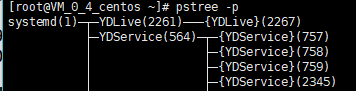 [root@VM_0_4_centos ~]# pstree -p
systemd(1)─┬─YDLive(2261)───{YDLive}(2267)
├─YDService(564)─┬─{YDService}(757)
├─{YDService}(758)
├─{YDService}(759)
├─{YDService}(2345)